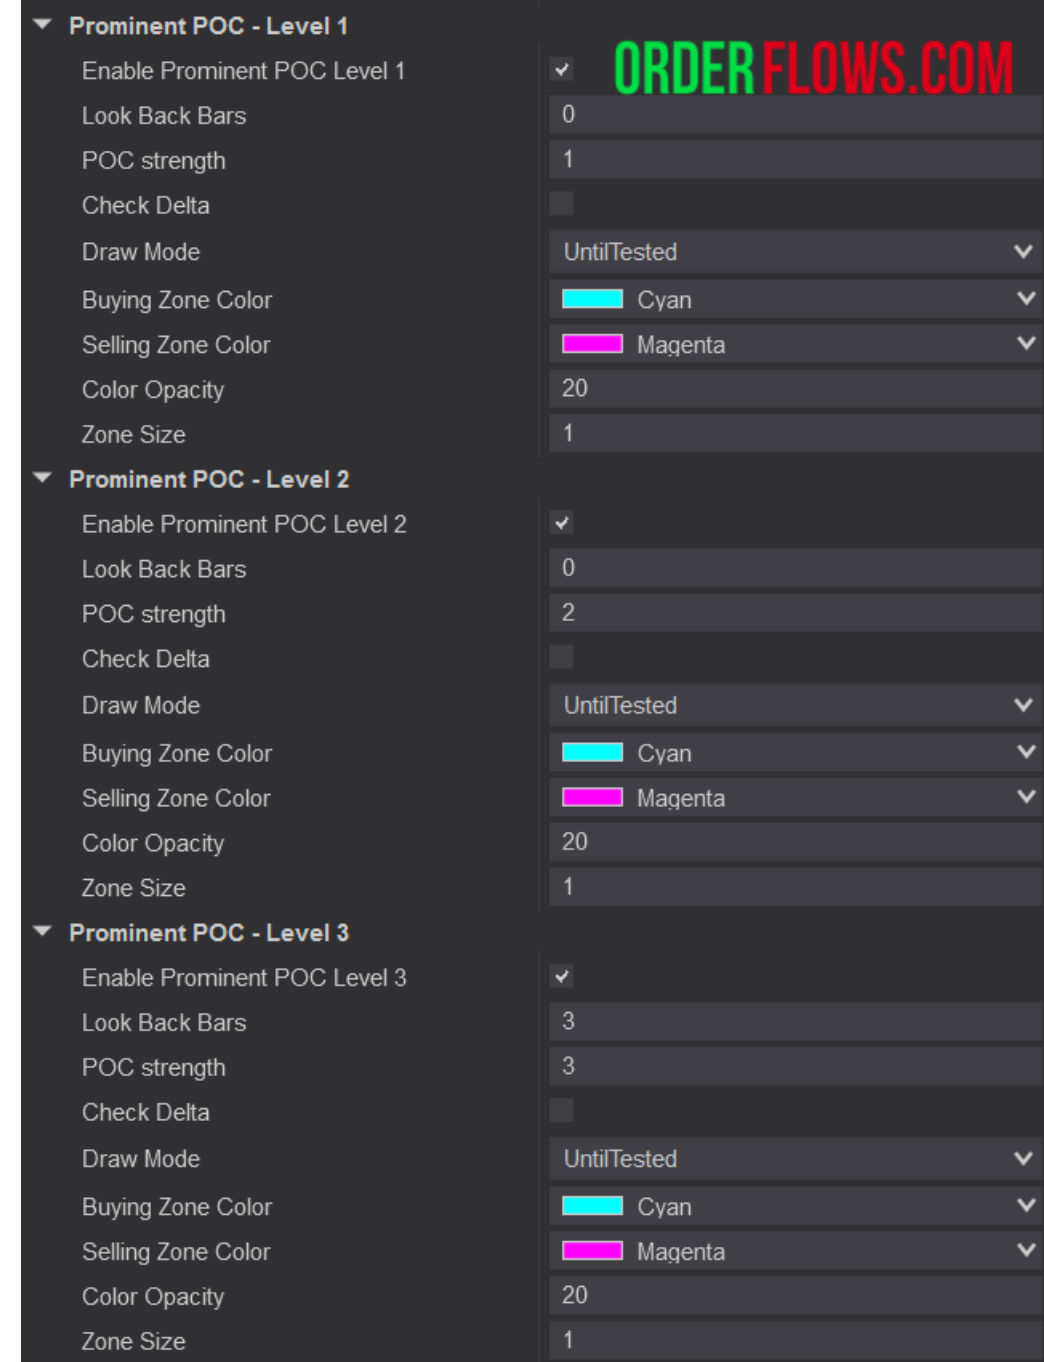 Prominent POC - Level 1
ORDERFLOWS.COM
Enable Prominent POC Level 1
Look Back Bars 0
POC strength 1
Check Delta
Draw Mode UntilTested
Buying Zone Color Cyan
Selling Zone Color Magenta
Color Opacity 20
Zone Size 1
Prominent POC - Level 2
Enable Prominent POC Level 2
Look Back Bars 0
POC strength 2
Check Delta
Draw Mode UntilTested
Buying Zone Color Cyan
Selling Zone Color Magenta
Color Opacity 20
Zone Size 1
Prominent POC - Level 3
Enable Prominent POC Level 3
Look Back Bars 3
POC strength 3
Check Delta
Draw Mode UntilTested
Buying Zone Color Cyan
Selling Zone Color Magenta
Color Opacity 20
Zone Size 1